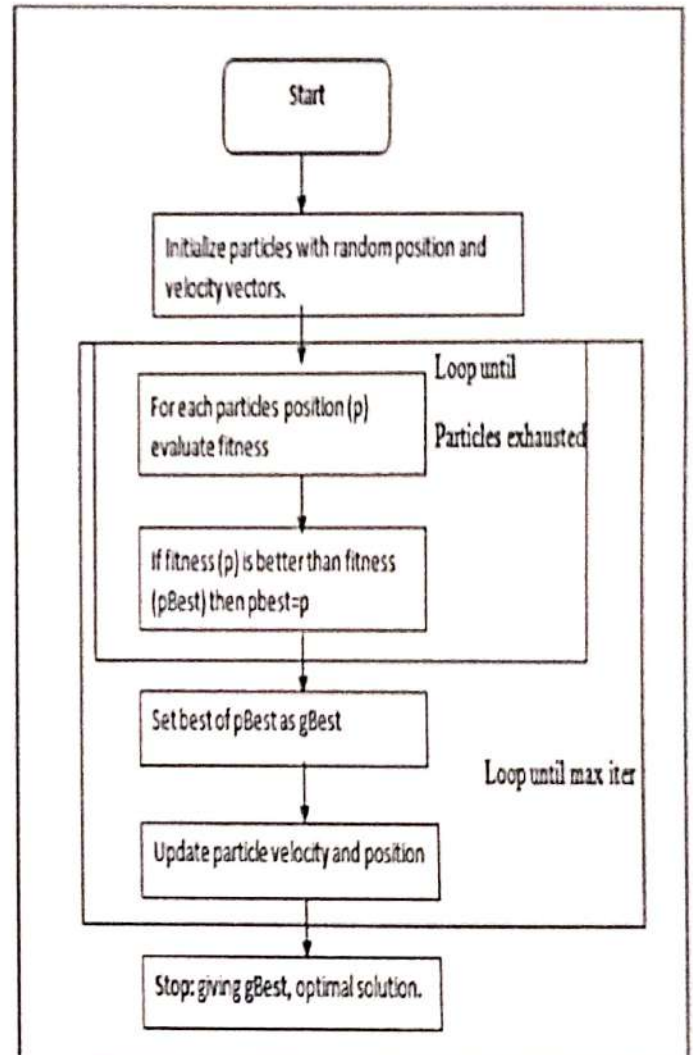 Start
Initialize particles with random position and
velocity vectors.
Loop until
For each particles position (p)
evaluate fitness
Particles exhausted
If fitness (p) is better than fitness
(pBest) then pbest=p
Set best of pBest as gBest
Loop until max iter
Update particle velocity and position
Stop: giving gBest, optimal solution.